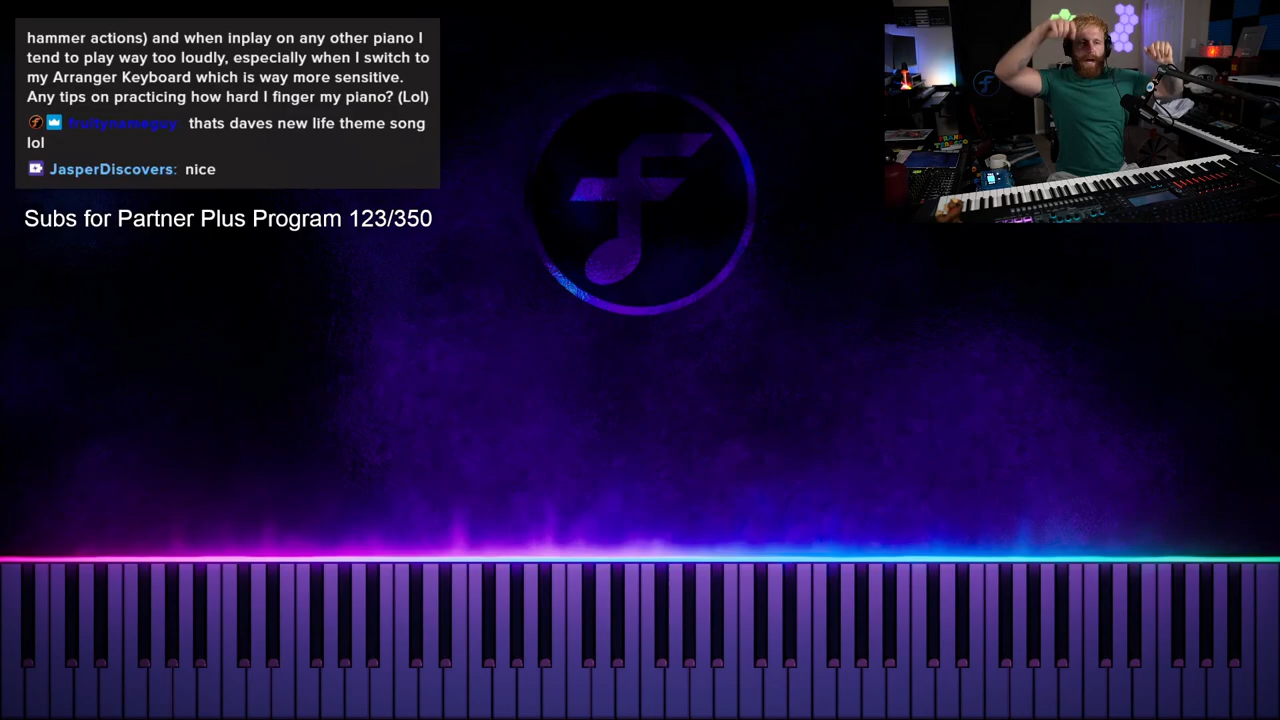 hammer actions) and when inplay on any other piano I
tend to play way too loudly, especially when I switch to
my Arranger Keyboard which is way more sensitive.
Any tips on practicing how hard I finger my piano? (Lol)
fruitynameguy: thats daves new life theme song
lol
JasperDiscovers: nice
Subs for Partner Plus Program 123/350